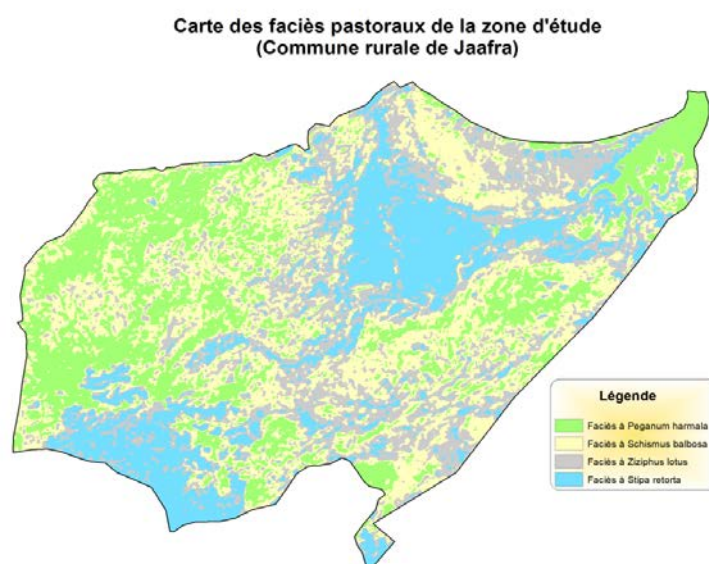 Carte des faciès pastoraux de la zone d'étude
(Commune rurale de Jaafra)
Légende
Faciès à Peganum harmala
Faciès à Schismus balbosa
Faciès à Ziziphus lotus
Faciès à Stipa retorta